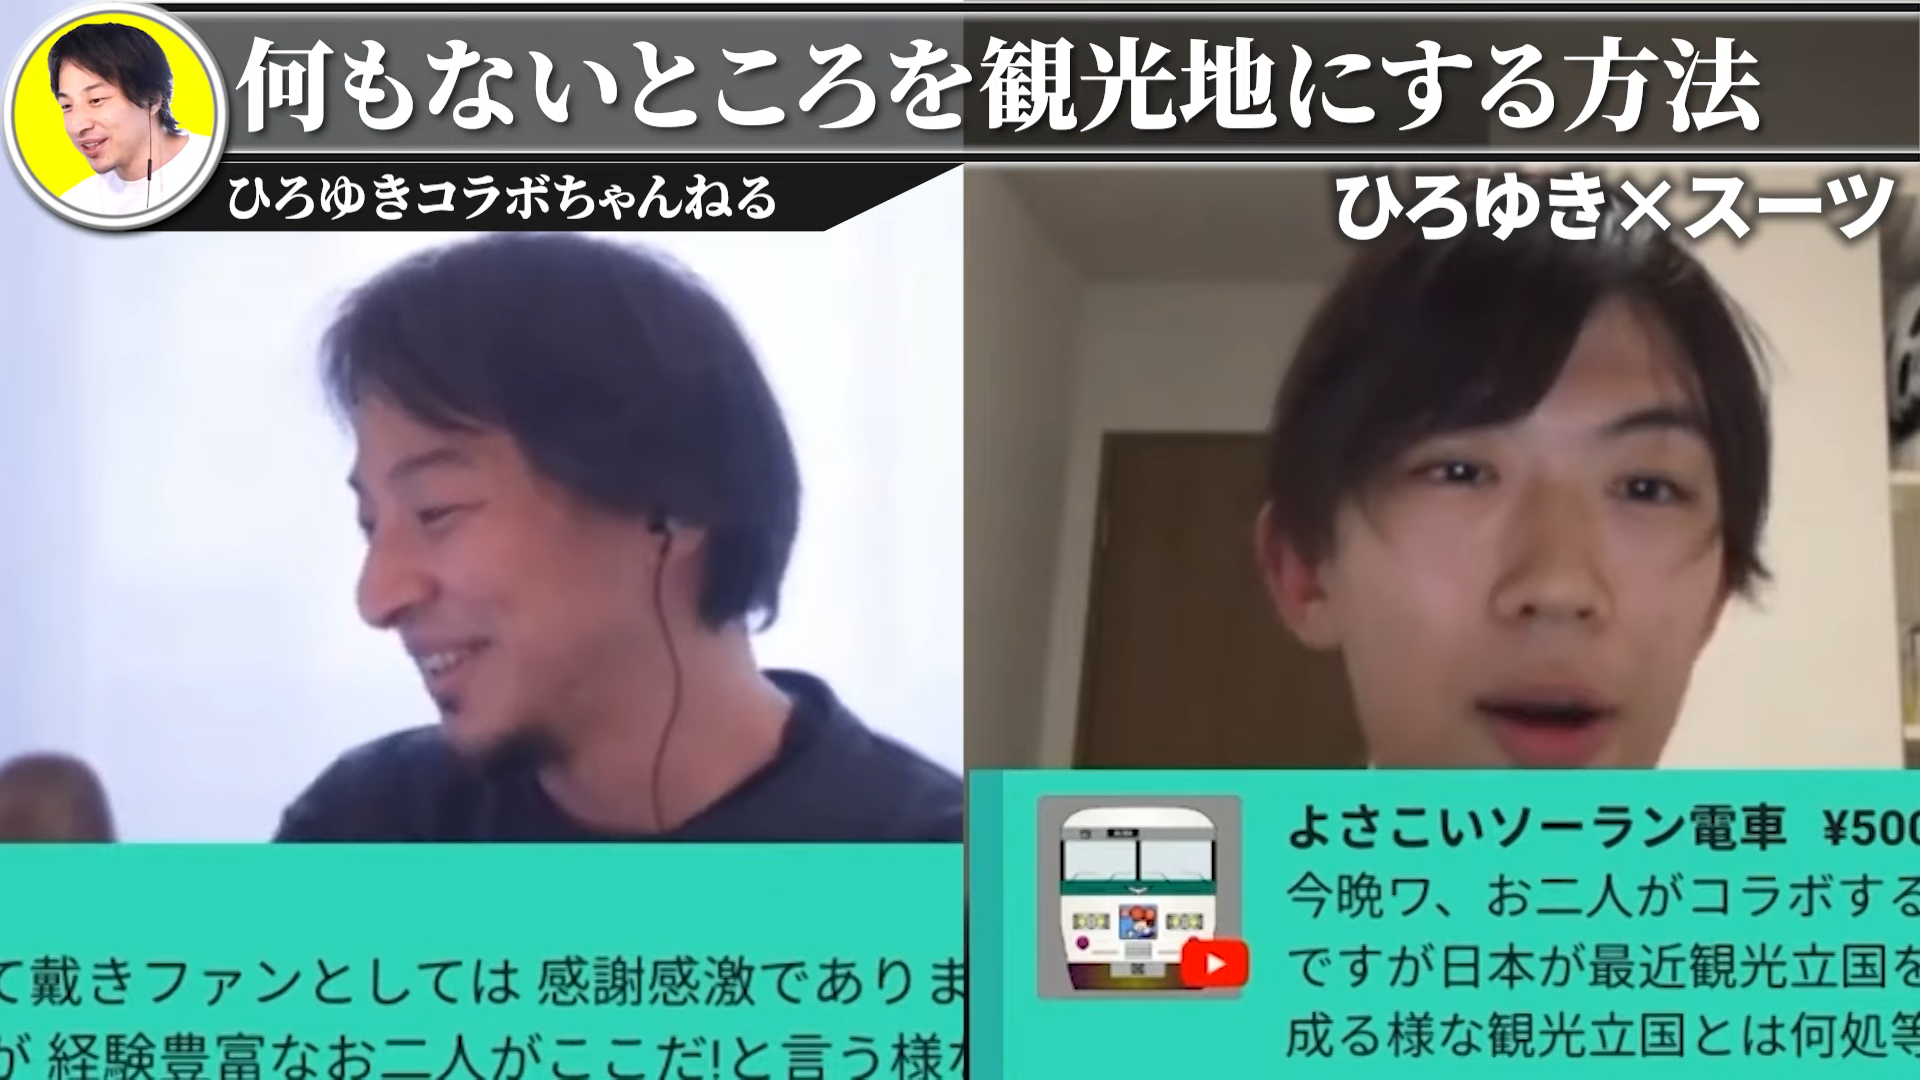 何もないところを観光地にする方法
ひろゆきコラボちゃんねる
ひろゆき×スーツ
て戴きファンとしては 感謝感激でありま
が 経験豊富なお二人がここだ!と言う様な
よさこいソーラン電車 ¥500
今晩ワ、お二人がコラボする
ですが日本が最近観光立国を
成る様な観光立国とは何処等